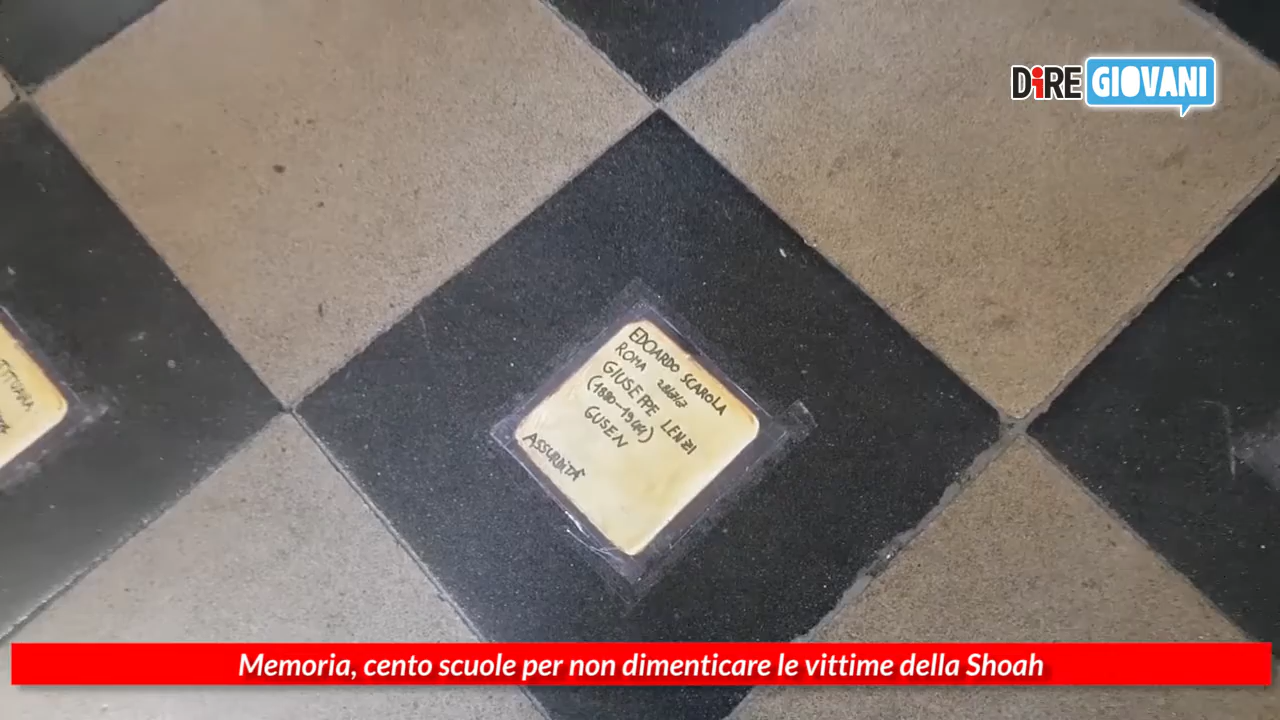 DiRE GIOVANI
EDOARDO SCAROLA
ROMA
GIUSEPPE LENZI
(1880-1944)
GUSEN
ASSURDITÀ
Memoria, cento scuole per non dimenticare le vittime della Shoah